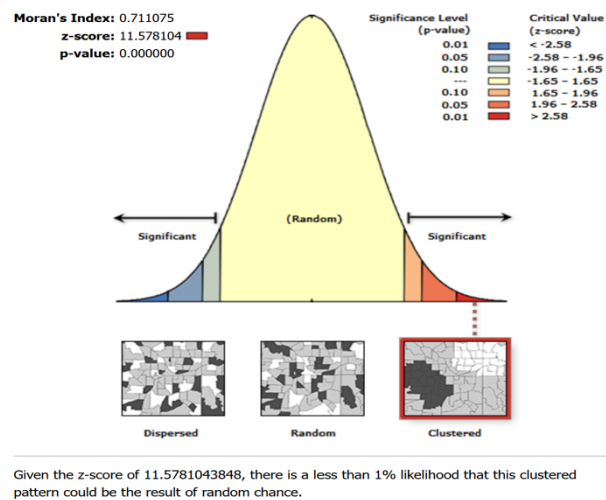 Moran's Index: 0.711075
z-score: 11.578104
p-value: 0.000000
Significance Level
(p-value)
Critical Value
(z-score)
0.01 < -2.58
0.05 -2.58 – -1.96
0.10 -1.96 – -1.65
--- -1.65 – 1.65
0.10 1.65 – 1.96
0.05 1.96 – 2.58
0.01 > 2.58
(Random)
Significant
Significant
Dispersed
Random
Clustered
Given the z-score of 11.5781043848, there is a less than 1% likelihood that this clustered
pattern could be the result of random chance.